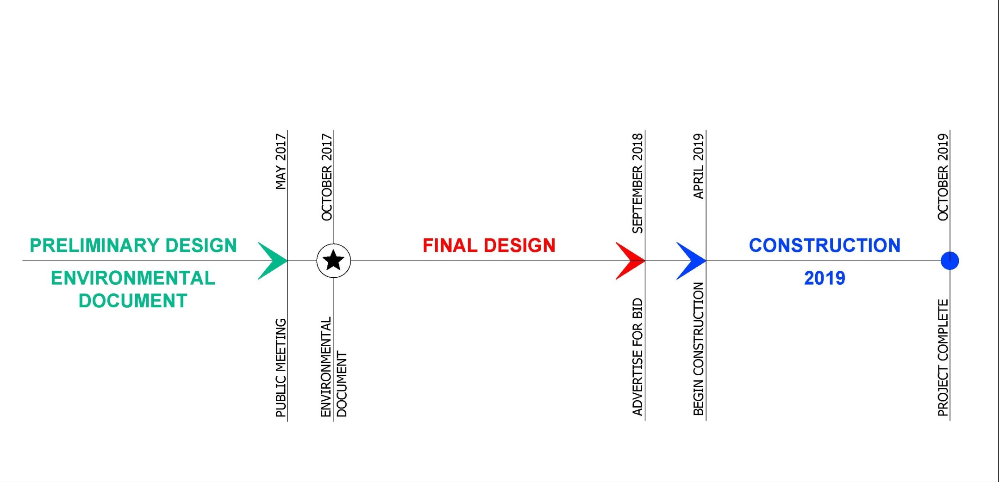 MAY 2017
OCTOBER 2017
SEPTEMBER 2018
APRIL 2019
OCTOBER 2019
PRELIMINARY DESIGN
ENVIRONMENTAL
DOCUMENT
FINAL DESIGN
CONSTRUCTION
2019
PUBLIC MEETING
ENVIRONMENTAL
DOCUMENT
ADVERTISE FOR BID
BEGIN CONSTRUCTION
PROJECT COMPLETE